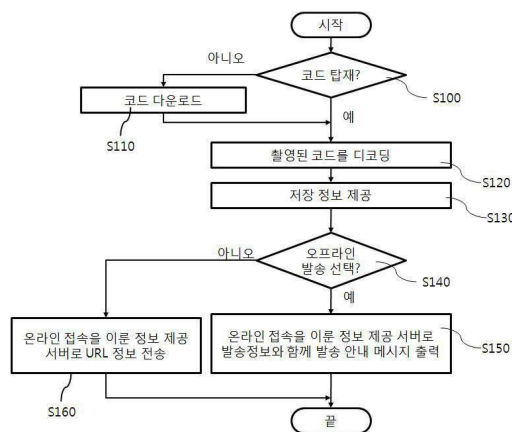 시작
아니오
코드 탑재?
S100
코드 다운로드
예
S110
촬영된 코드를 디코딩
S120
저장 정보 제공
S130
아니오
오프라인
발송 선택?
S140
예
온라인 접속을 이룬 정보 제공
서버로 URL 정보 전송
온라인 접속을 이룬 정보 제공 서버로
발송정보와 함께 발송 안내 메시지 출력
S150
S160
끝